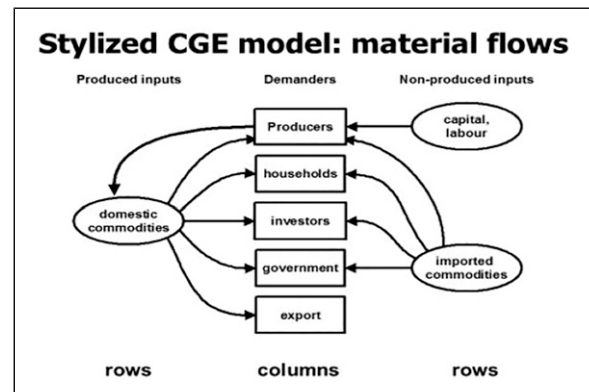 Stylized CGE model: material flows
Produced inputs
Demanders
Non-produced inputs
Producers
capital,
labour
households
domestic
commodities
investors
government
imported
commodities
export
rows
columns
rows